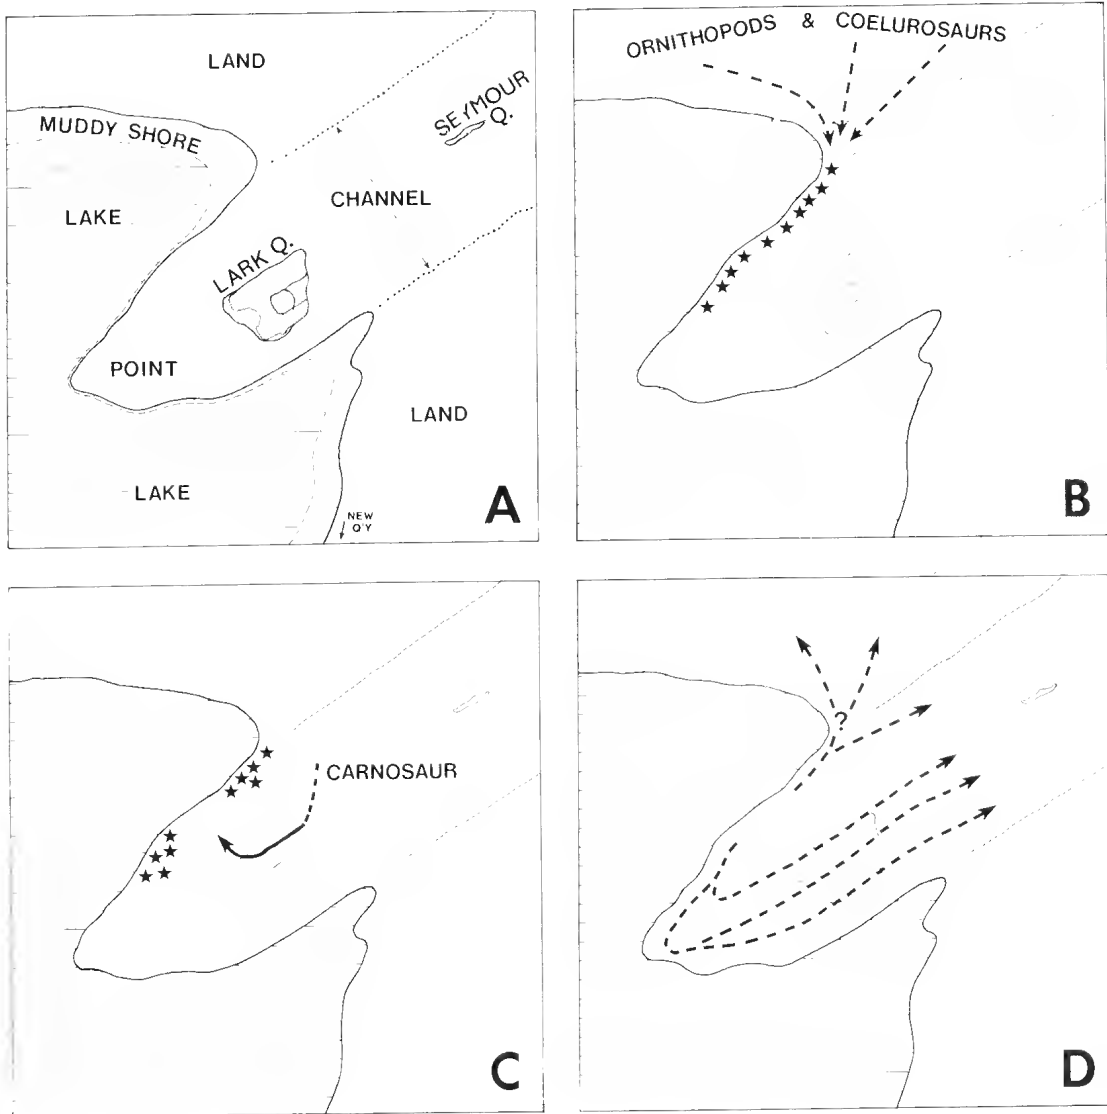 LAND
SEYMOUR
Q.
MUDDY SHORE
CHANNEL
LAKE
LARK Q.
POINT
LAND
LAKE
NEW
Q'Y
A
ORNITHOPODS & COELUROSAURS
B
CARNOSAUR
C
?
D